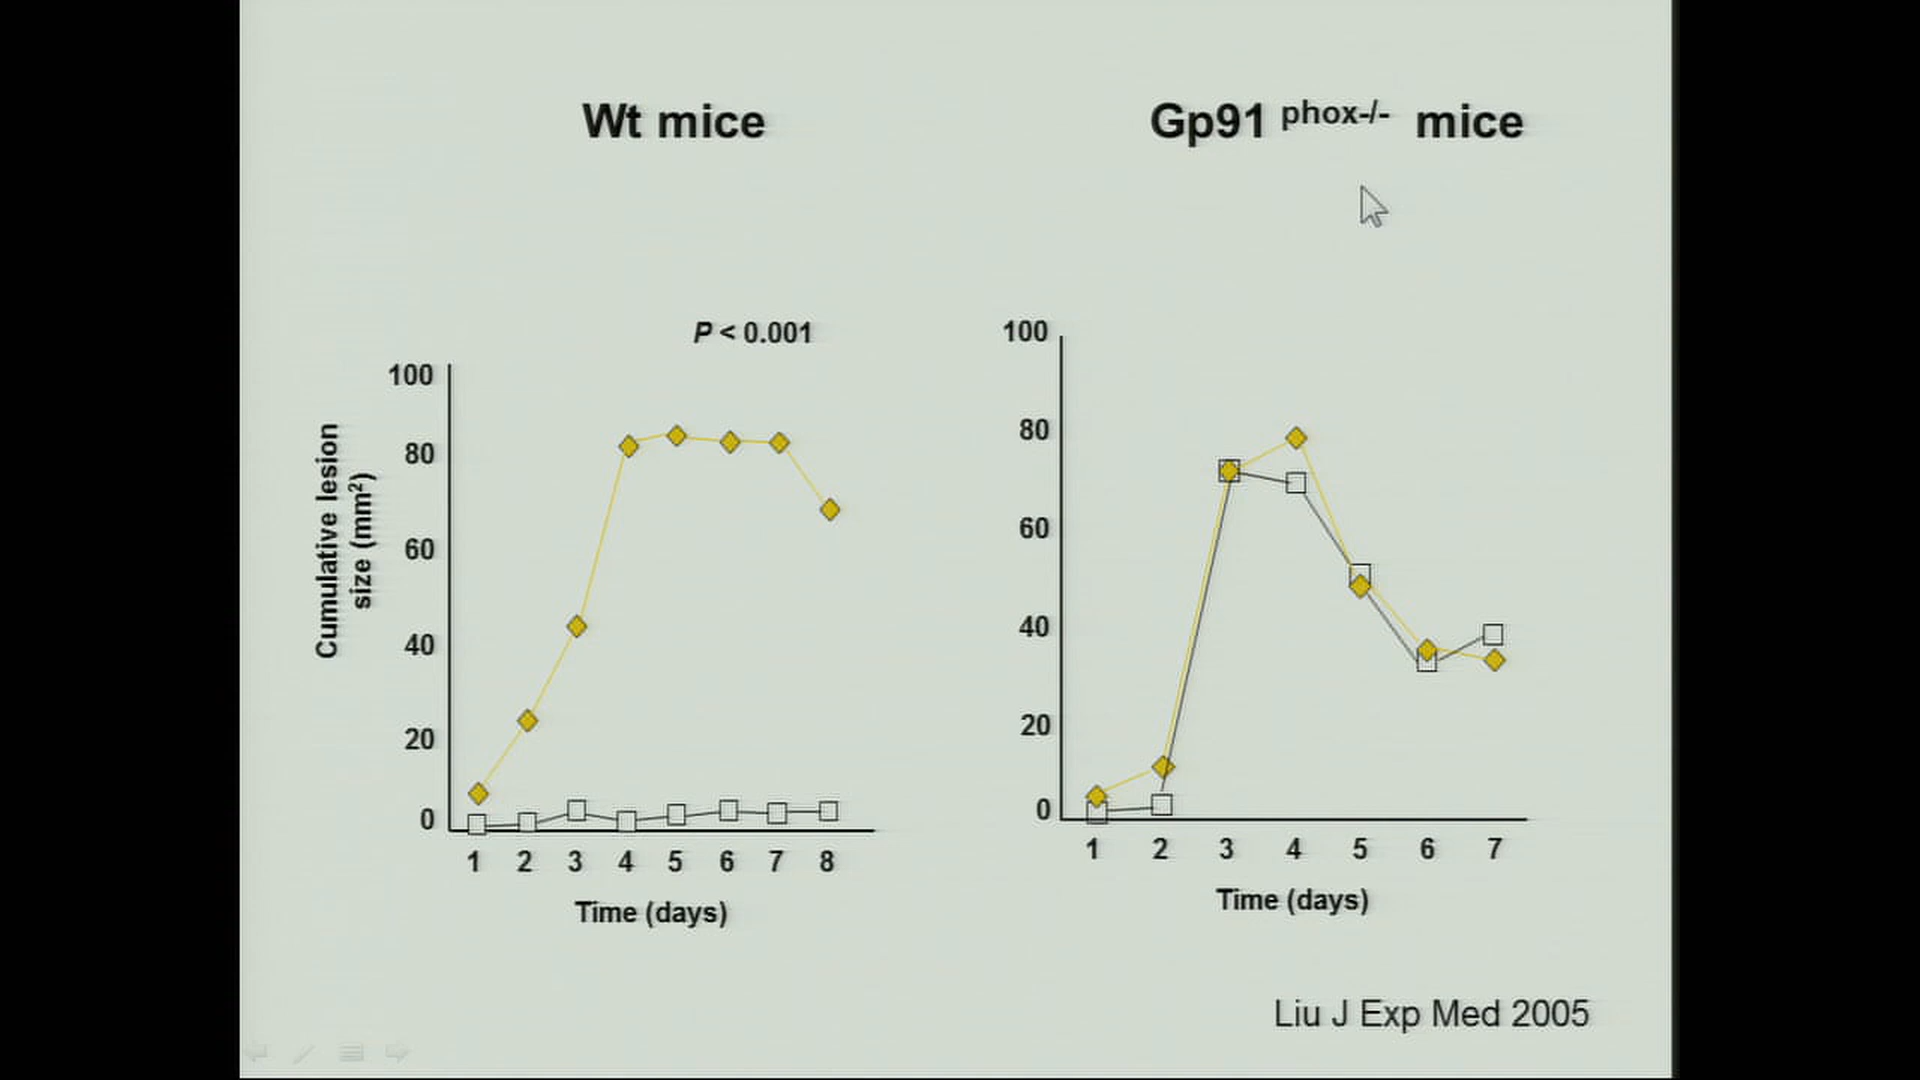 Wt mice
Gp91 phox-/- mice
P < 0.001
Cumulative lesion
size (mm2)
100
80
60
40
20
0
1 2 3 4 5 6 7 8
Time (days)
100
80
60
40
20
0
1 2 3 4 5 6 7
Time (days)
Liu J Exp Med 2005